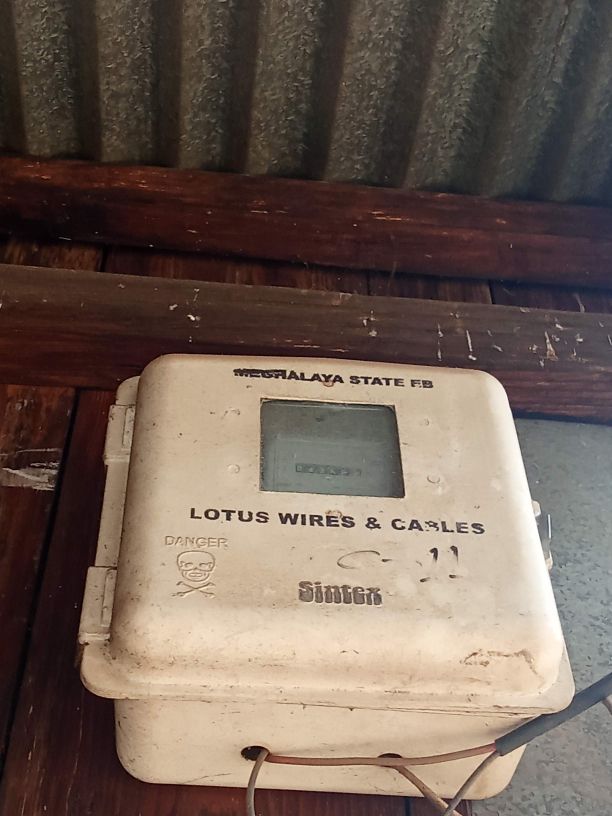 MEGHALAYA STATE EB
LOTUS WIRES & CABLES
DANGER
Sintex